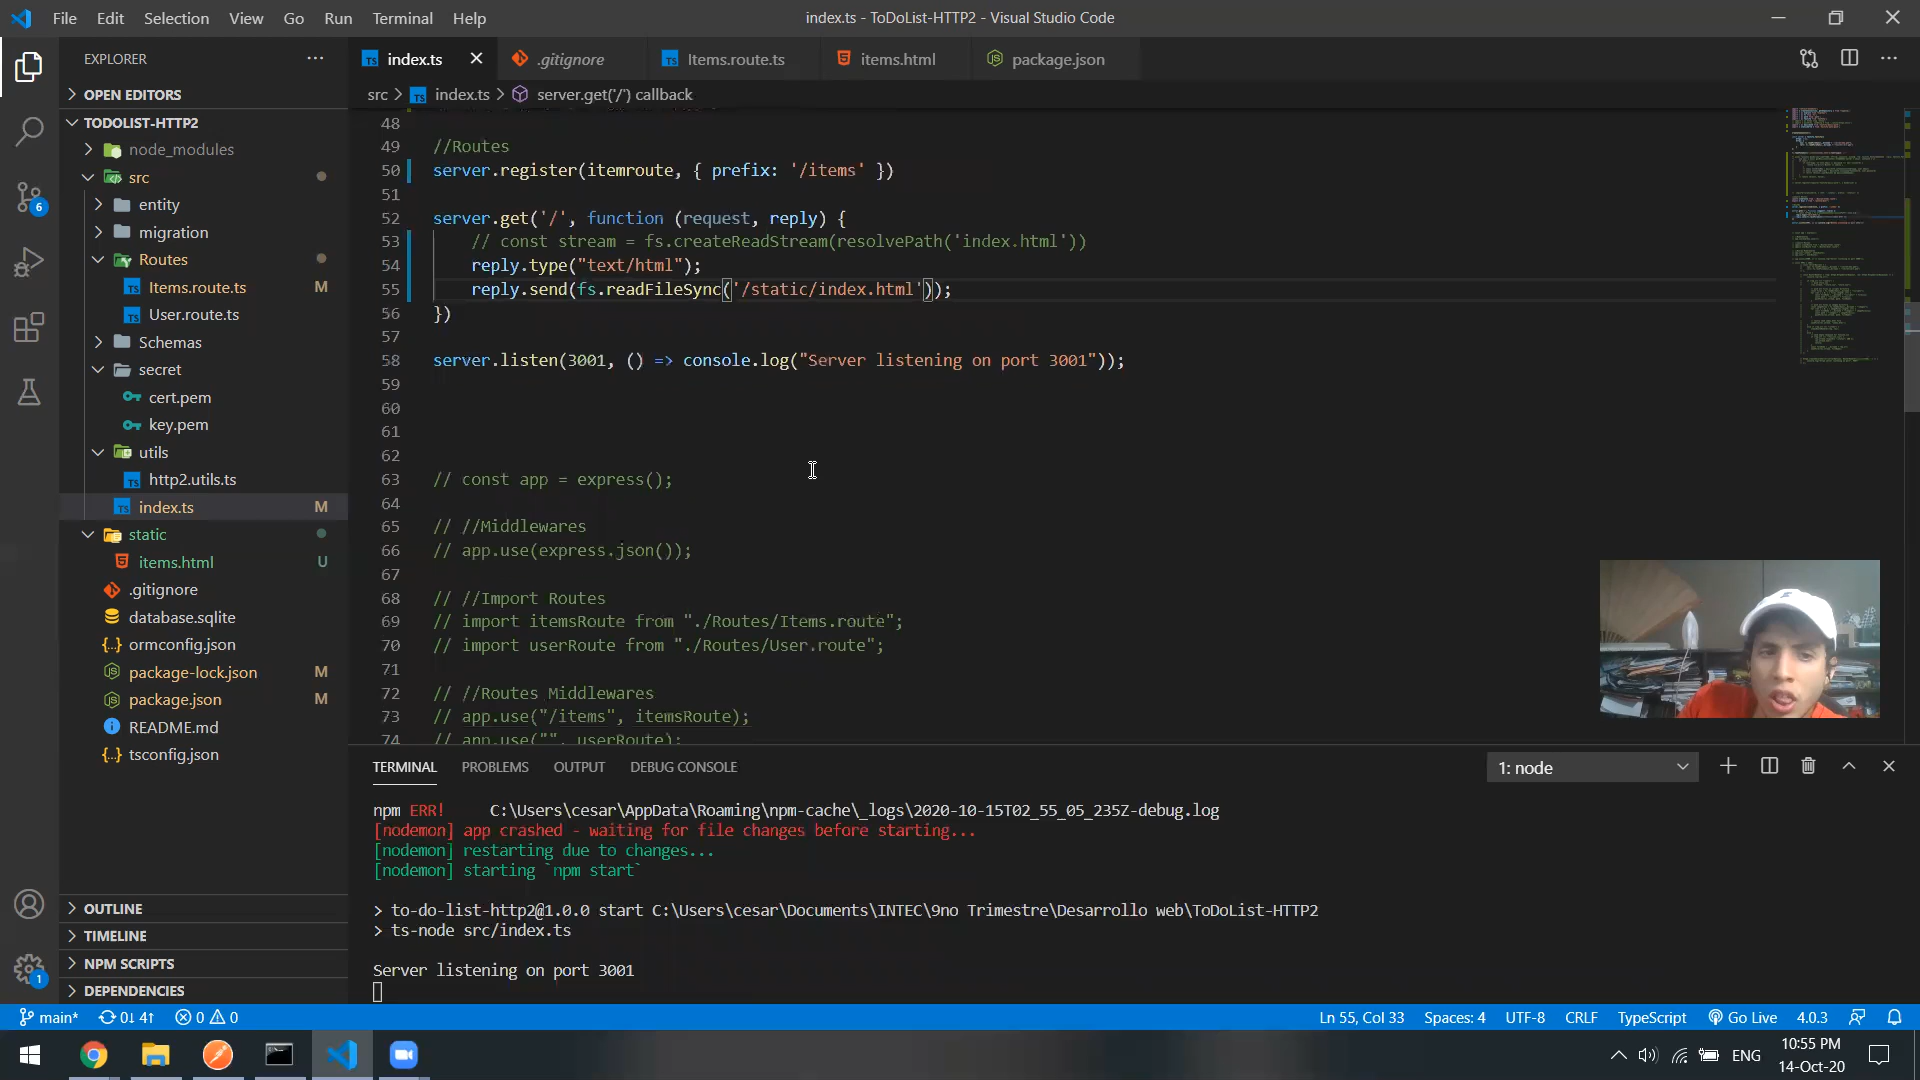 File Edit Selection View Go Run Terminal Help
index.ts - ToDoList-HTTP2 - Visual Studio Code
EXPLORER
index.ts
.gitignore
Items.route.ts
items.html
package.json
OPEN EDITORS
src > index.ts > server.get('/') callback
TODOLIST-HTTP2
node_modules
src
entity
migration
Routes
Items.route.ts M
User.route.ts
Schemas
secret
cert.pem
key.pem
utils
http2.utils.ts
index.ts M
static
items.html U
.gitignore
database.sqlite
ormconfig.json
package-lock.json M
package.json M
README.md
tsconfig.json
OUTLINE
TIMELINE
NPM SCRIPTS
DEPENDENCIES
6
1
48
49 //Routes
50 server.register(itemroute, { prefix: '/items' })
51
52 server.get('/', function (request, reply) {
53 // const stream = fs.createReadStream(resolvePath('index.html'))
54 reply.type("text/html");
55 reply.send(fs.readFileSync('/static/index.html'));
56 })
57
58 server.listen(3001, () => console.log("Server listening on port 3001"));
59
60
61
62
63 // const app = express();
64
65 // //Middlewares
66 // app.use(express.json());
67
68 // //Import Routes
69 // import itemsRoute from "./Routes/Items.route";
70 // import userRoute from "./Routes/User.route";
71
72 // //Routes Middlewares
73 // app.use("/items", itemsRoute);
74 // app.use("", userRoute);
TERMINAL PROBLEMS OUTPUT DEBUG CONSOLE
1: node
npm ERR! C:\Users\cesar\AppData\Roaming\npm-cache\_logs\2020-10-15T02_55_05_235Z-debug.log
[nodemon] app crashed - waiting for file changes before starting...
[nodemon] restarting due to changes...
[nodemon] starting `npm start`
> to-do-list-http2@1.0.0 start C:\Users\cesar\Documents\INTEC\9no Trimestre\Desarrollo web\ToDoList-HTTP2
> ts-node src/index.ts
Server listening on port 3001
main* 0↓ 4↑ 0 0
Ln 55, Col 33 Spaces: 4 UTF-8 CRLF TypeScript Go Live 4.0.3
ENG
10:55 PM
14-Oct-20